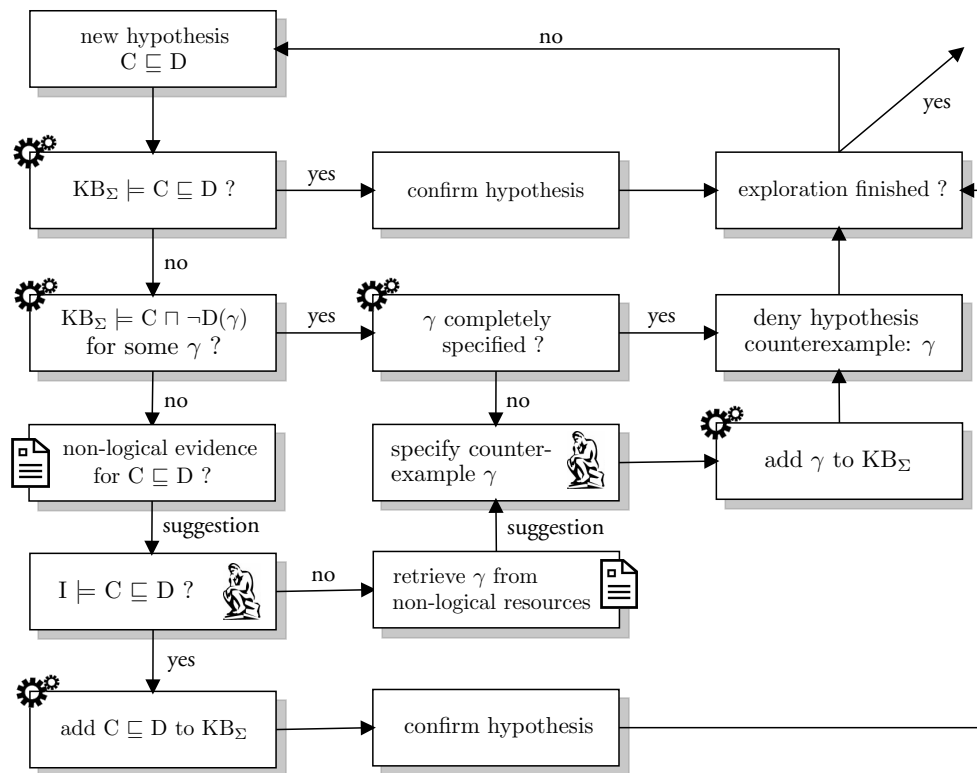 new hypothesis
C ⊑ D
no
yes
KB_Σ ⊨ C ⊑ D ?
yes
confirm hypothesis
exploration finished ?
no
KB_Σ ⊨ C ⊓ ¬D(γ)
for some γ ?
yes
γ completely
specified ?
yes
deny hypothesis
counterexample: γ
no
no
non-logical evidence
for C ⊑ D ?
specify counter-
example γ
add γ to KB_Σ
suggestion
suggestion
I ⊨ C ⊑ D ?
no
retrieve γ from
non-logical resources
yes
add C ⊑ D to KB_Σ
confirm hypothesis